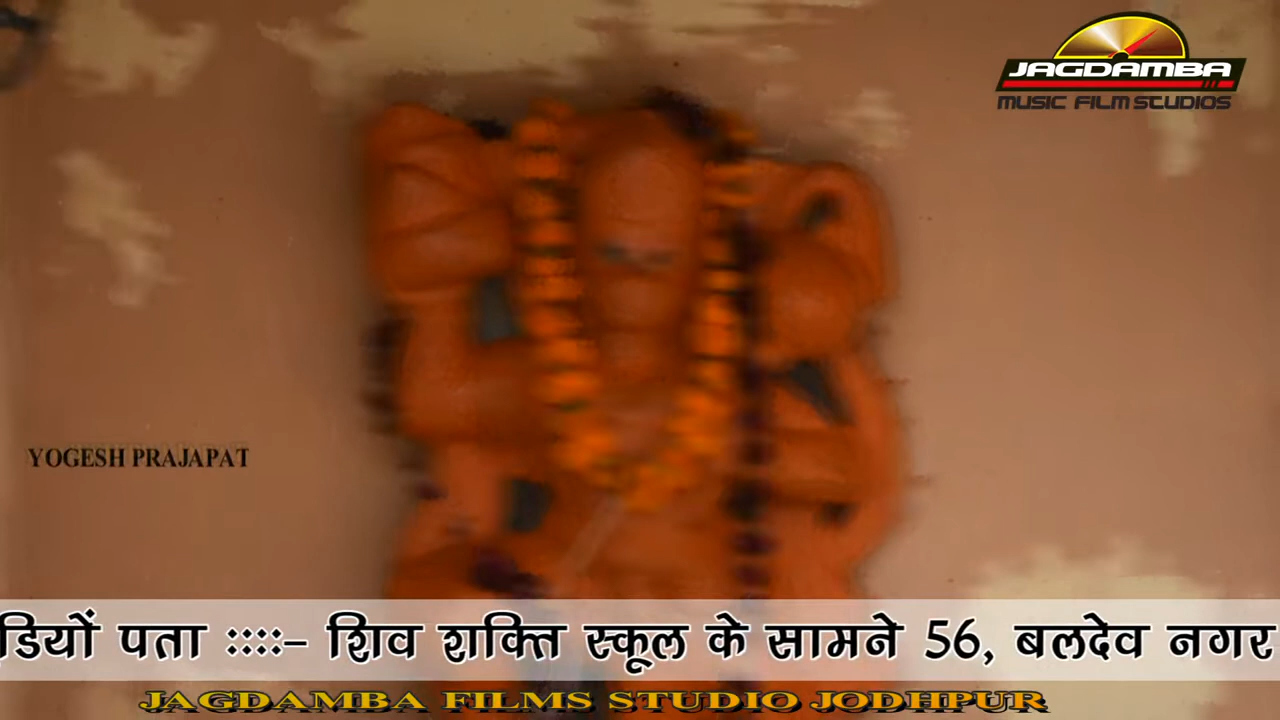 JAGDAMBA
MUSIC FILM STUDIOS
YOGESH PRAJAPAT
डियों पता ::::- शिव शक्ति स्कूल के सामने 56, बलदेव नगर
JAGDAMBA FILMS STUDIO JODHPUR